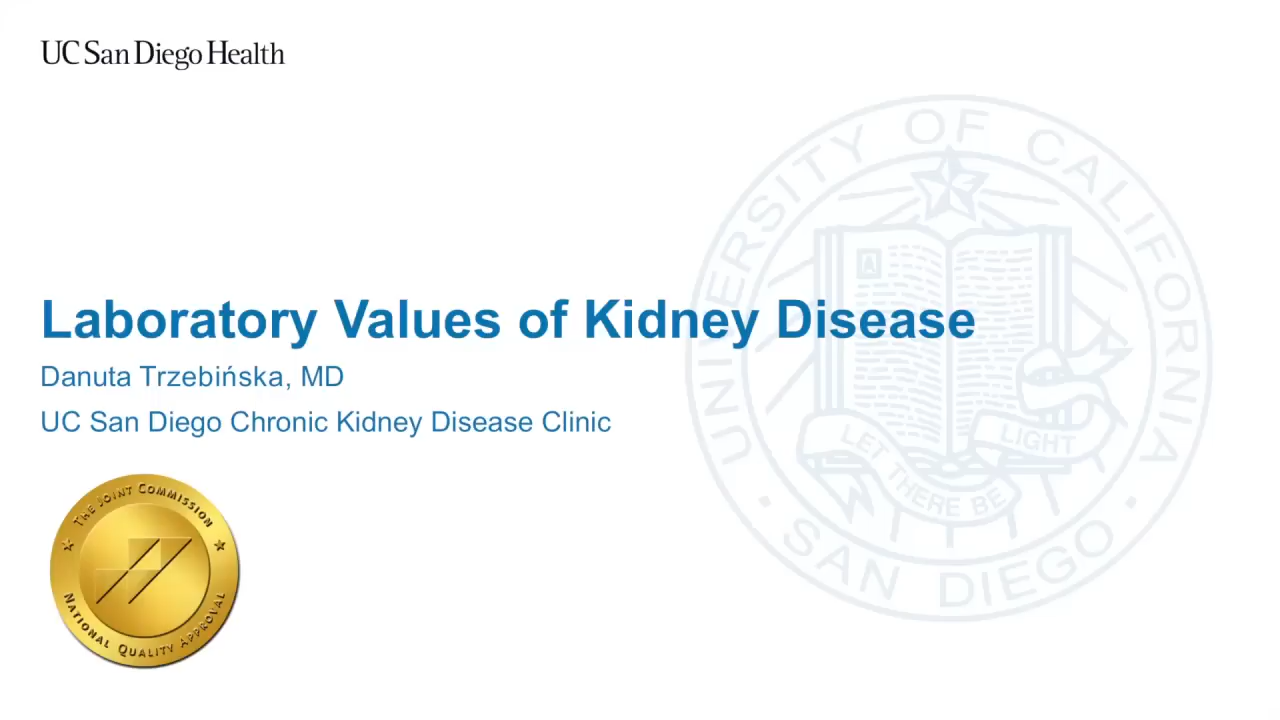 UC San Diego Health
UNIVERSITY OF CALIFORNIA
A
LET THERE BE LIGHT
SAN DIEGO
Laboratory Values of Kidney Disease
Danuta Trzebińska, MD
UC San Diego Chronic Kidney Disease Clinic
THE JOINT COMMISSION
NATIONAL QUALITY APPROVAL